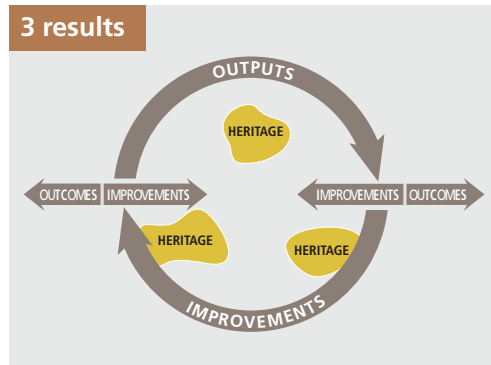 3 results
OUTPUTS
HERITAGE
OUTCOMES IMPROVEMENTS
IMPROVEMENTS OUTCOMES
HERITAGE
HERITAGE
IMPROVEMENTS